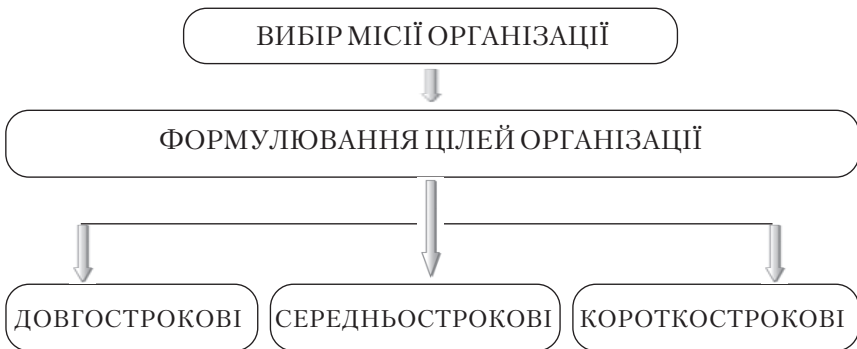 ВИБІР МІСІЇ ОРГАНІЗАЦІЇ
ФОРМУЛЮВАННЯ ЦІЛЕЙ ОРГАНІЗАЦІЇ
ДОВГОСТРОКОВІ
СЕРЕДНЬОСТРОКОВІ
КОРОТКОСТРОКОВІ